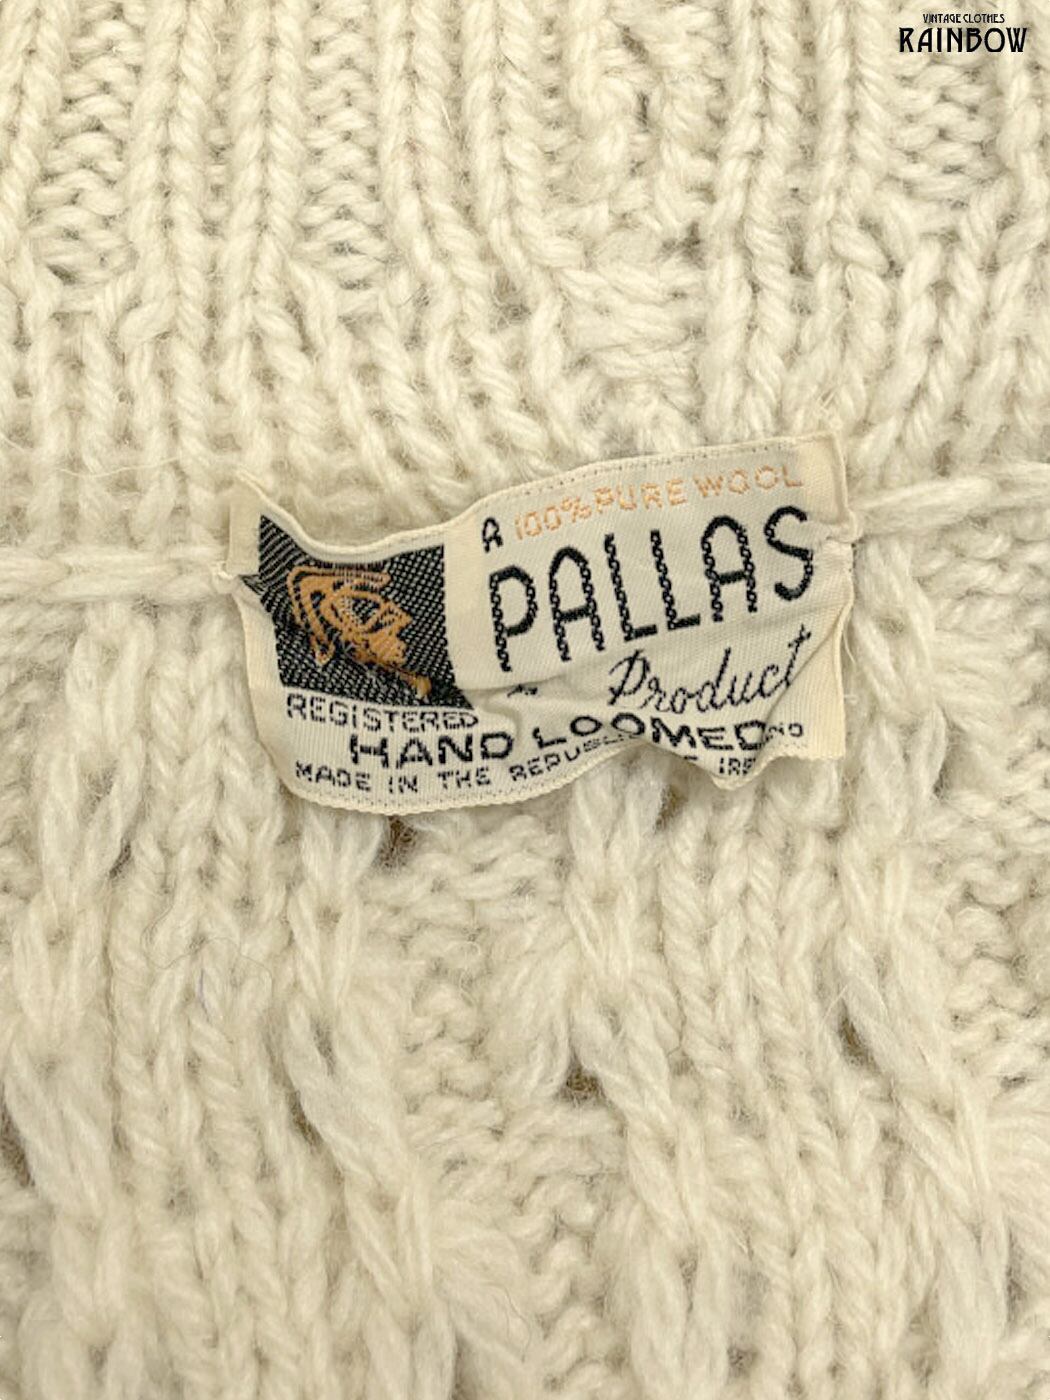 VINTAGE CLOTHES
RAINBOW
A 100% PURE WOOL
PALLAS
Product
REGISTERED
HAND LOOMED
MADE IN THE